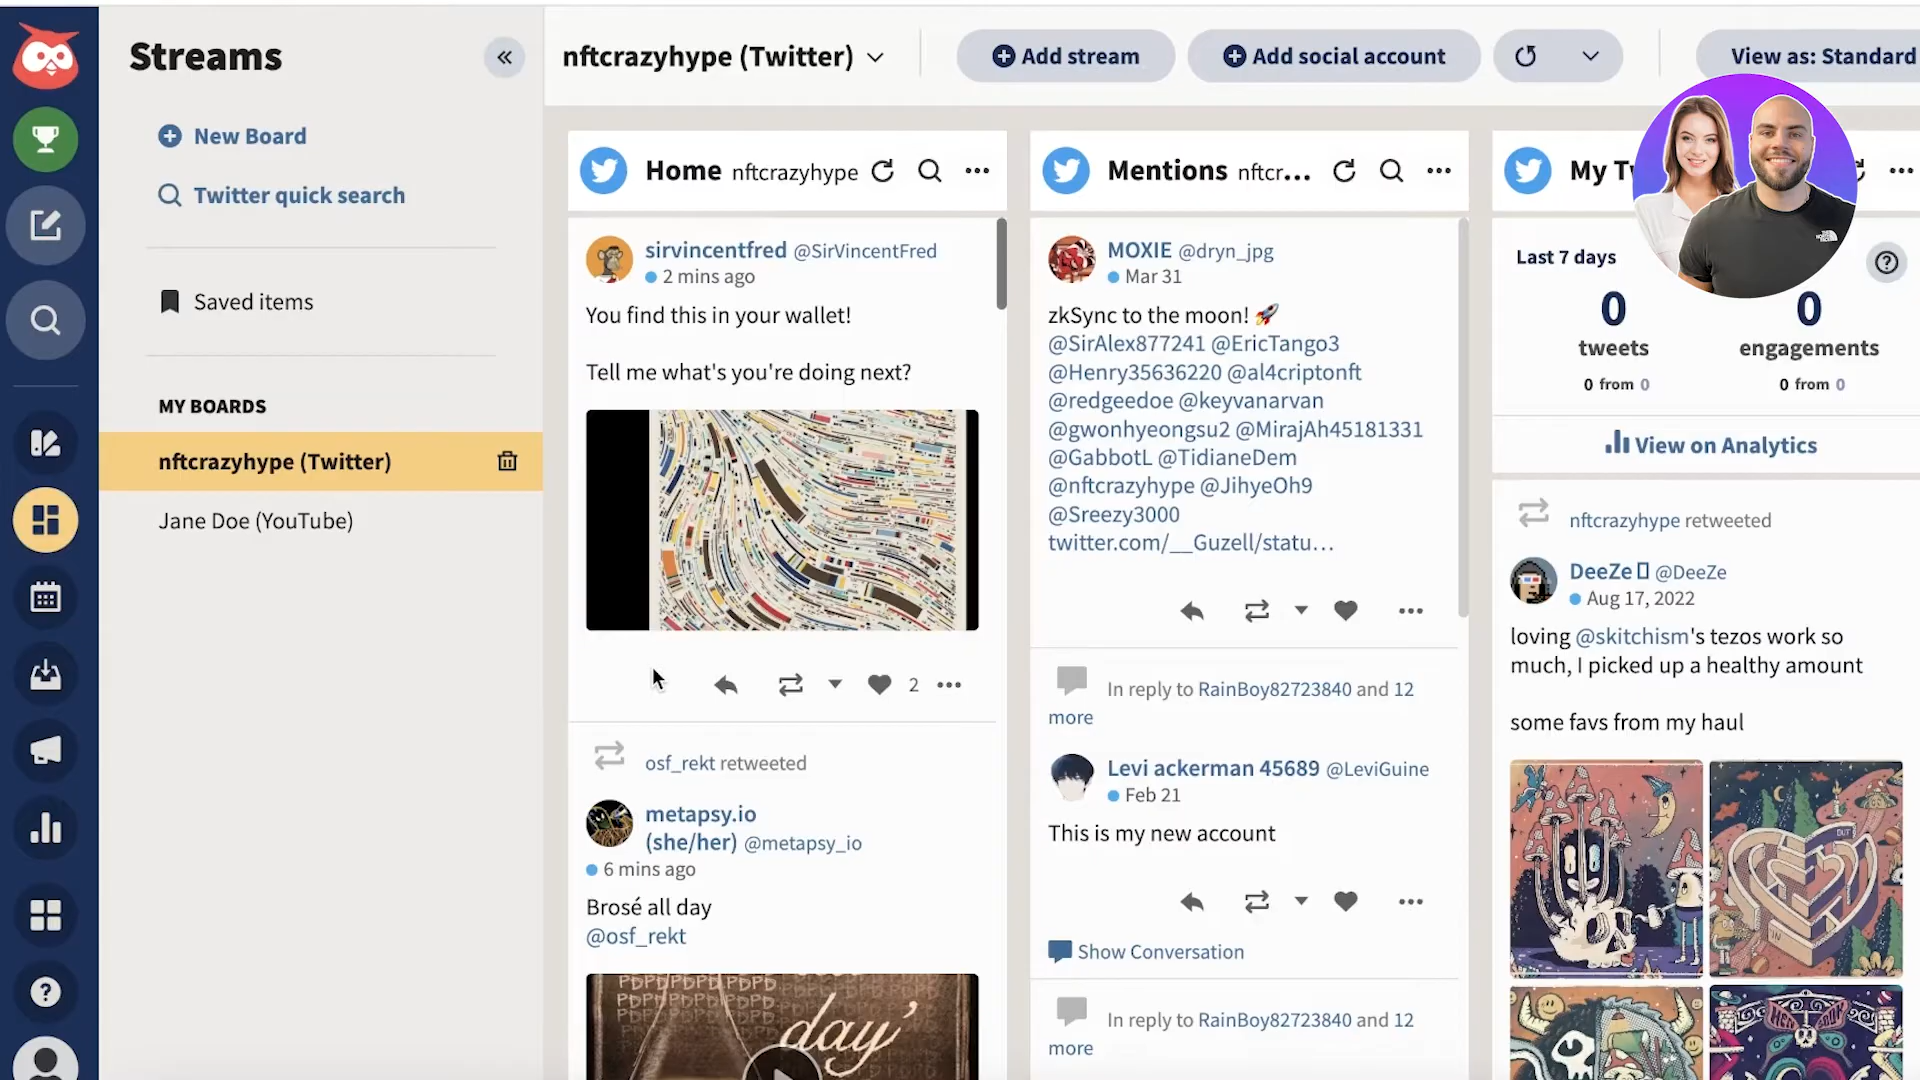 Streams
«
New Board
Twitter quick search
Saved items
MY BOARDS
nftcrazyhype (Twitter)
Jane Doe (YouTube)
nftcrazyhype (Twitter)
Add stream
Add social account
View as: Standard
Home nftcrazyhype
sirvincentfred @SirVincentFred
2 mins ago
You find this in your wallet!
Tell me what's you're doing next?
2
osf_rekt retweeted
metapsy.io
(she/her) @metapsy_io
6 mins ago
Brosé all day
@osf_rekt
PDPDPDPD
day'
Mentions nftcr...
MOXIE @dryn_jpg
Mar 31
zkSync to the moon! 🚀
@SirAlex877241 @EricTango3
@Henry35636220 @al4criptonft
@redgeedoe @keyvanarvan
@gwonhyeongsu2 @MirajAh45181331
@GabbotL @TidianeDem
@nftcrazyhype @JihyeOh9
@Sreezy3000
twitter.com/__Guzell/statu…
In reply to RainBoy82723840 and 12
more
Levi ackerman 45689 @LeviGuine
Feb 21
This is my new account
Show Conversation
In reply to RainBoy82723840 and 12
more
My T
Last 7 days
0 0
tweets engagements
0 from 0 0 from 0
View on Analytics
nftcrazyhype retweeted
DeeZe @DeeZe
Aug 17, 2022
loving @skitchism's tezos work so
much, I picked up a healthy amount
some favs from my haul